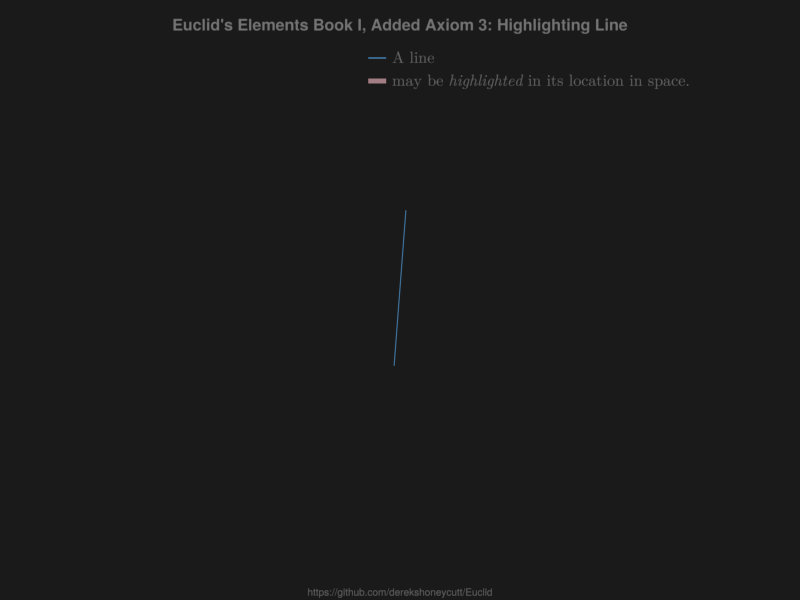 Euclid's Elements Book I, Added Axiom 3: Highlighting Line
A line
may be highlighted in its location in space.
https://github.com/derekshoneycutt/Euclid